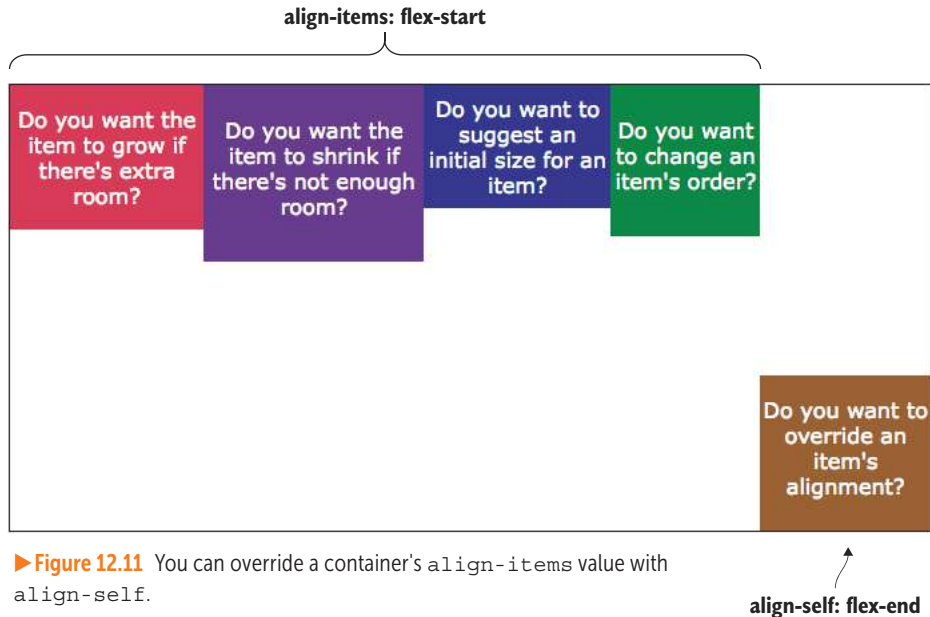 align-items: flex-start
Do you want the
item to grow if
there's extra
room?
Do you want the
item to shrink if
there's not enough
room?
Do you want to
suggest an
initial size for an
item?
Do you want
to change an
item's order?
Do you want to
override an
item's
alignment?
▶Figure 12.11 You can override a container's align-items value with
align-self.
align-self: flex-end